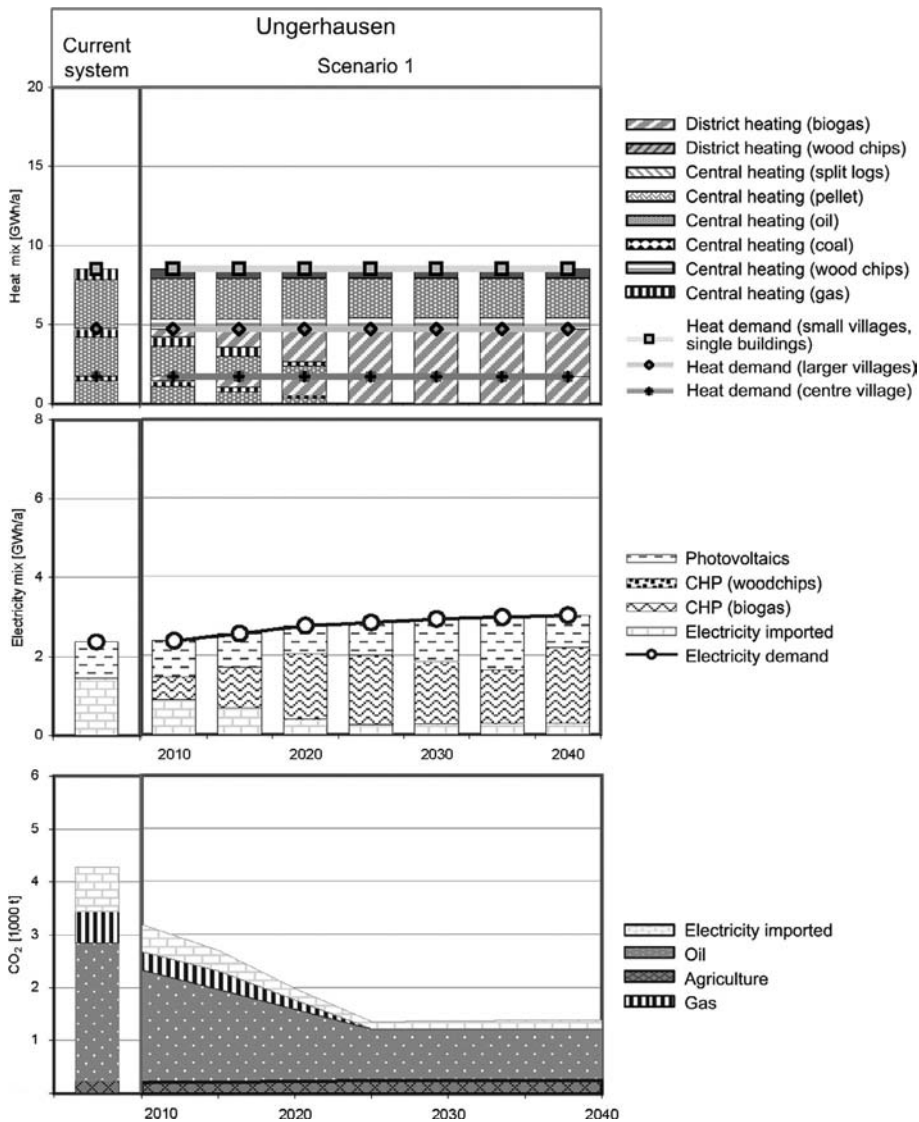 Ungerhausen
Current
system
Scenario 1
20
15
10
5
0
Heat mix [GWh/a]
District heating (biogas)
District heating (wood chips)
Central heating (split logs)
Central heating (pellet)
Central heating (oil)
Central heating (coal)
Central heating (wood chips)
Central heating (gas)
Heat demand (small villages,
single buildings)
Heat demand (larger villages)
Heat demand (centre village)
8
6
4
2
0
Electricity mix [GWh/a]
2010
2020
2030
2040
Photovoltaics
CHP (woodchips)
CHP (biogas)
Electricity imported
Electricity demand
6
5
4
3
2
1
CO₂ [1,000 t]
2010
2020
2030
2040
Electricity imported
Oil
Agriculture
Gas